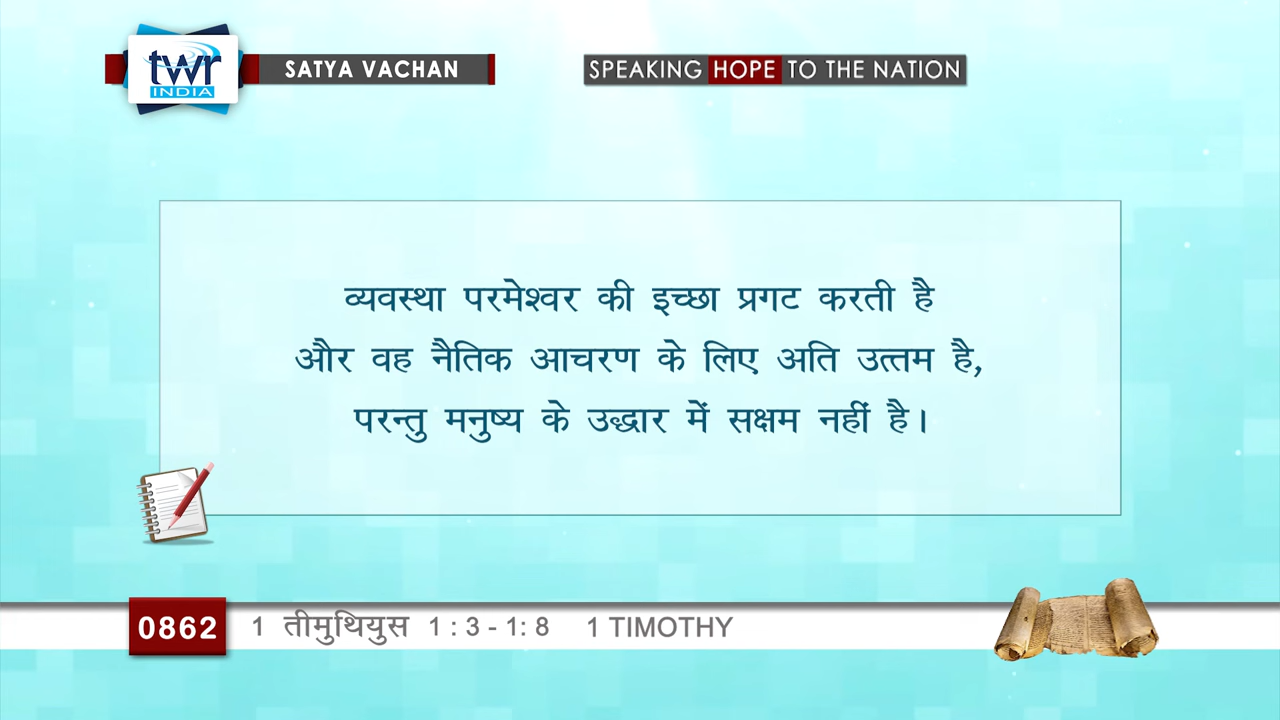 twr
INDIA
SATYA VACHAN
SPEAKING HOPE TO THE NATION
व्यवस्था परमेश्वर की इच्छा प्रगट करती है
और वह नैतिक आचरण के लिए अति उत्तम है,
परन्तु मनुष्य के उद्धार में सक्षम नहीं है।
0862 1 तीमुथियुस 1 : 3 - 1: 8 1 TIMOTHY